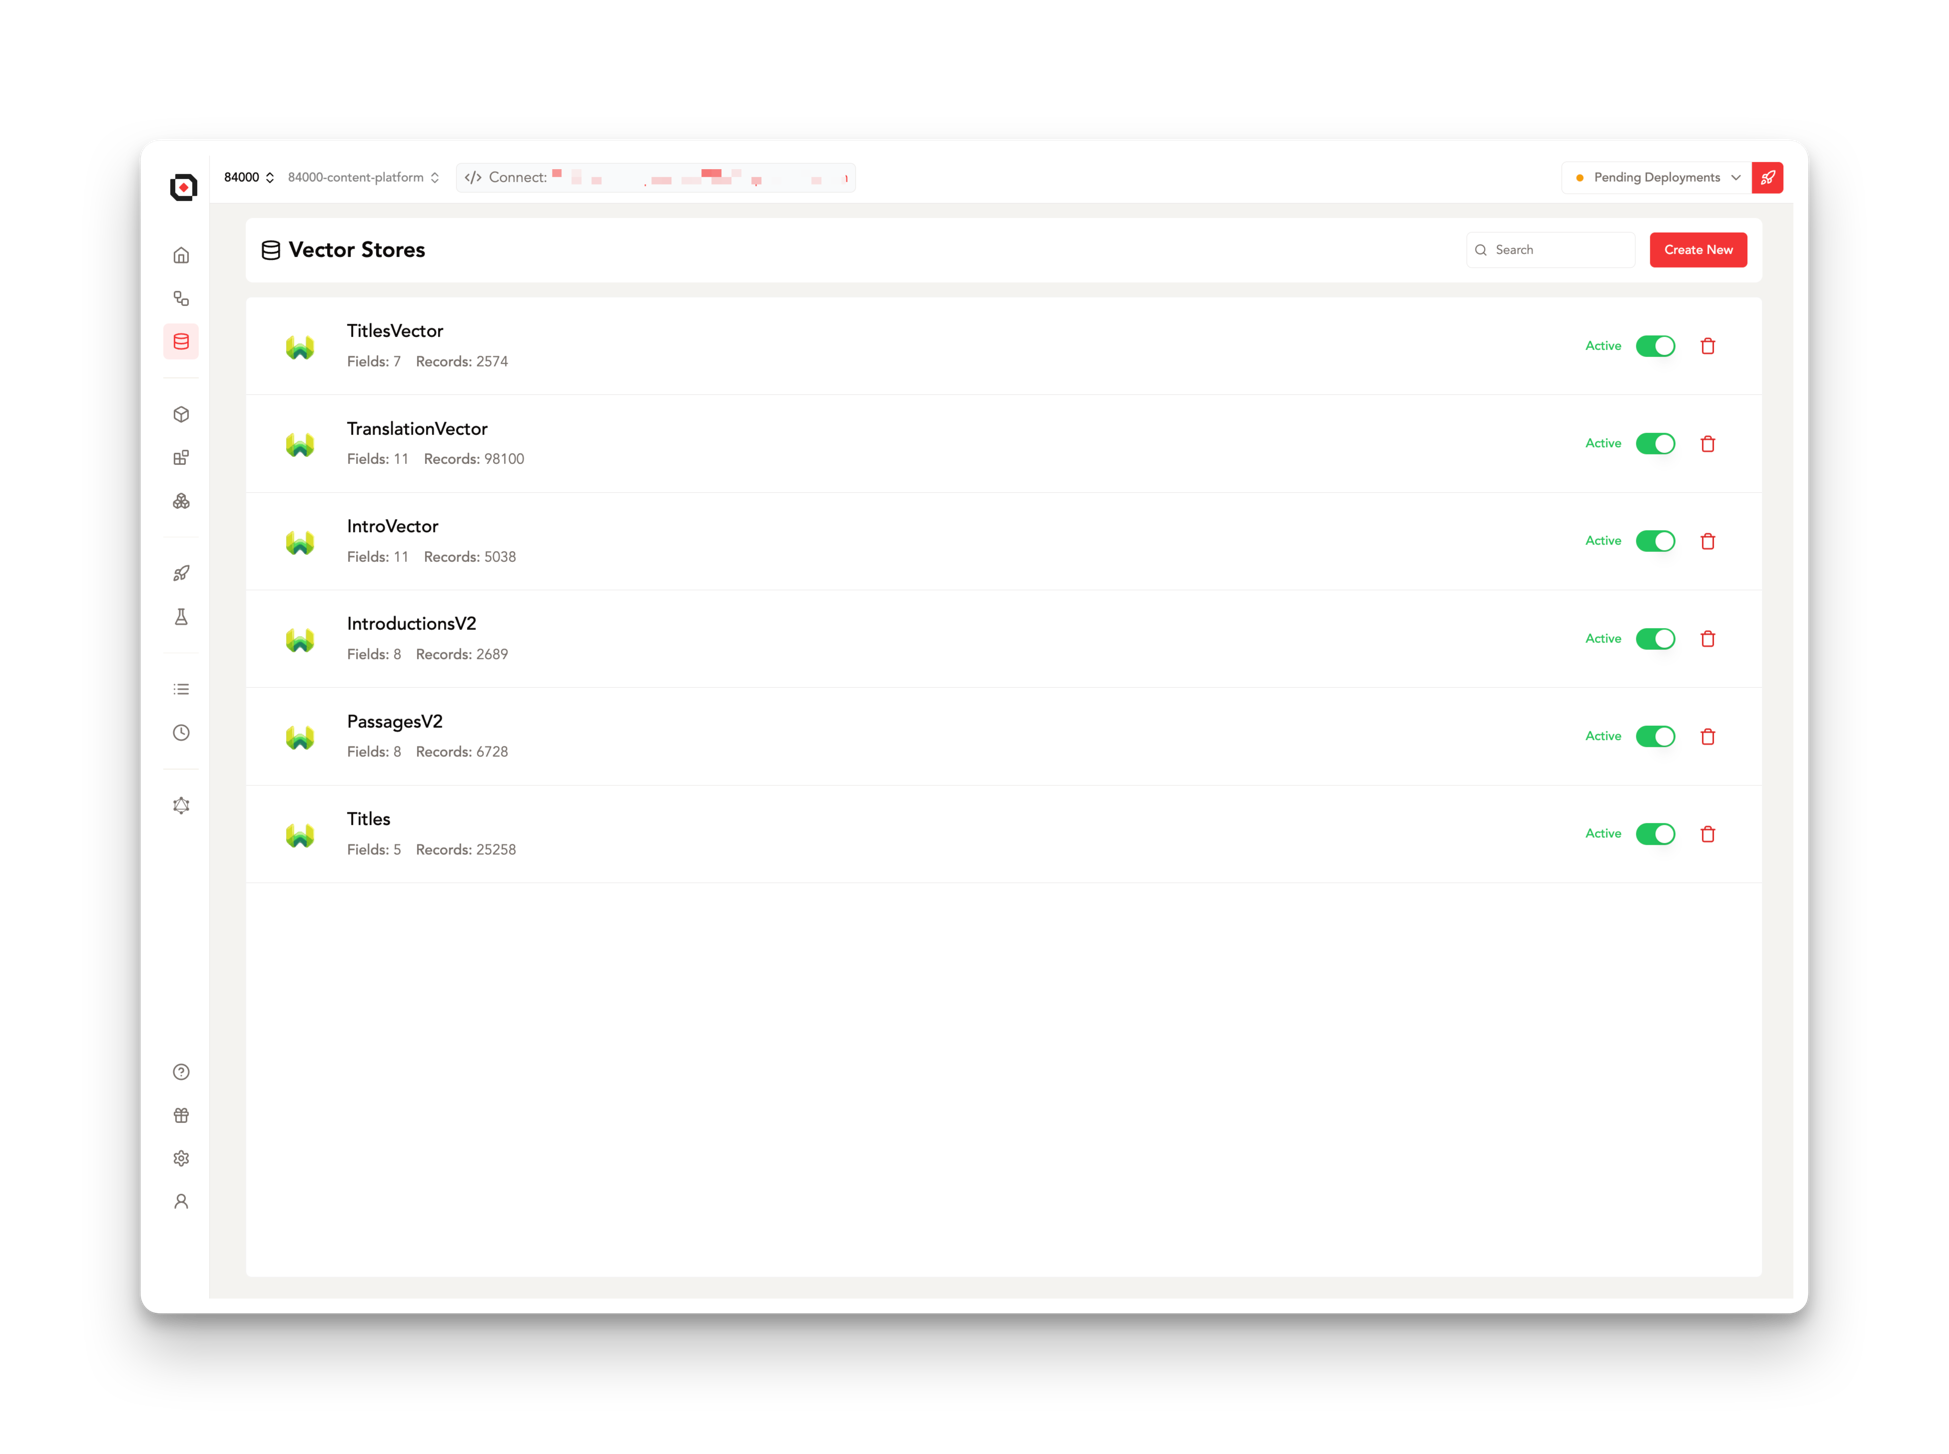 84000 84000-content-platform </> Connect: Pending Deployments
Vector Stores Search Create New
TitlesVector
Fields: 7 Records: 2574 Active
TranslationVector
Fields: 11 Records: 98100 Active
IntroVector
Fields: 11 Records: 5038 Active
IntroductionsV2
Fields: 8 Records: 2689 Active
PassagesV2
Fields: 8 Records: 6728 Active
Titles
Fields: 5 Records: 25258 Active